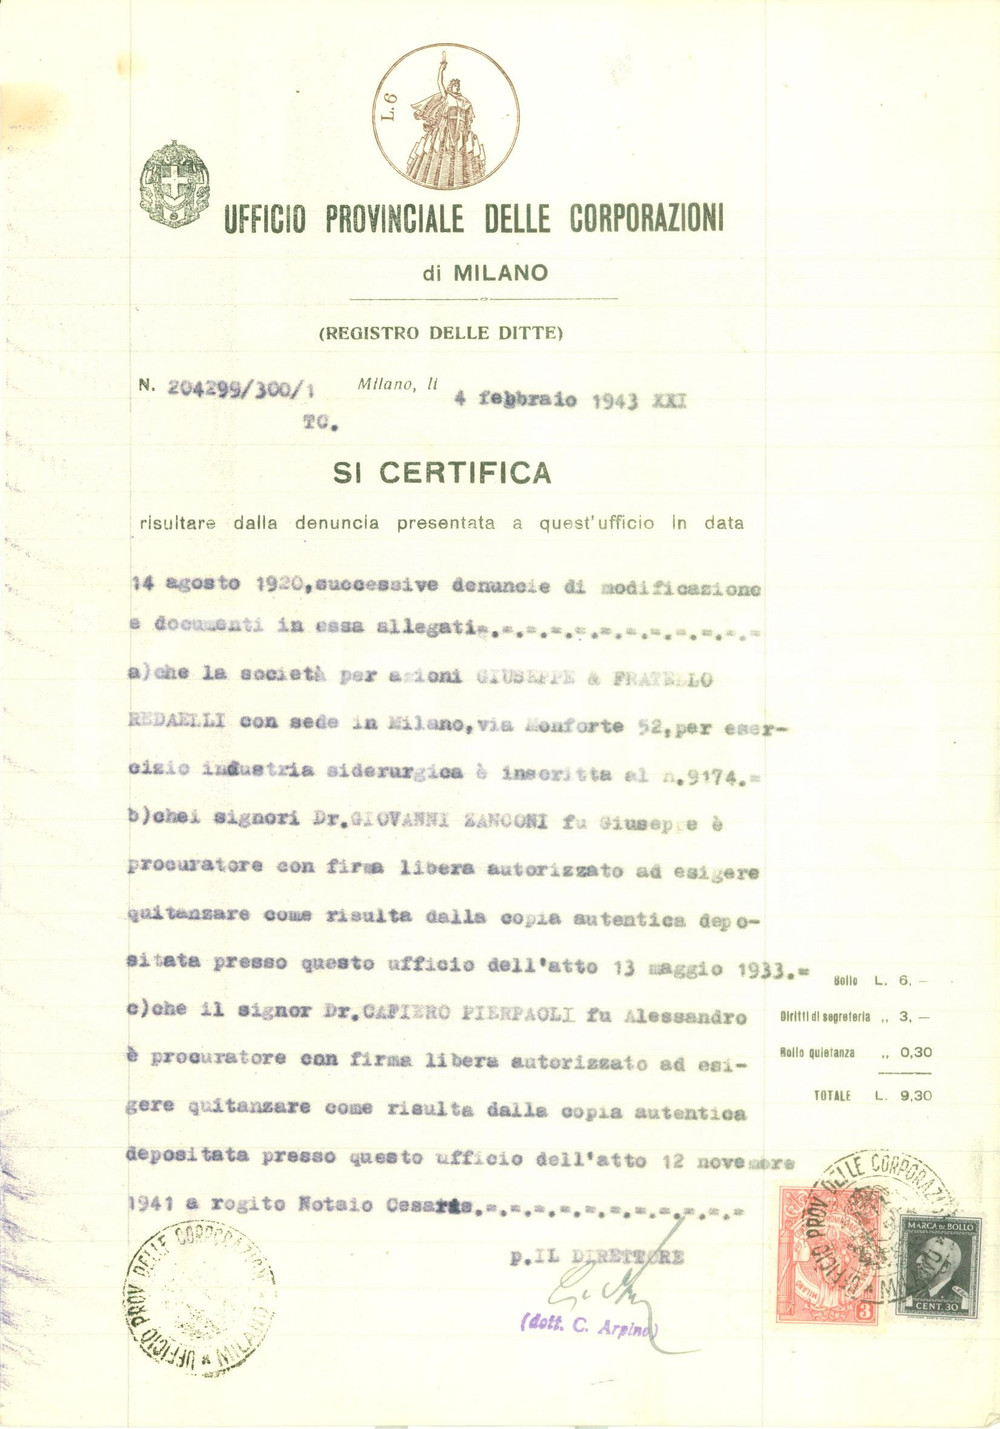 L.6
UFFICIO PROVINCIALE DELLE CORPORAZIONI
di MILANO
(REGISTRO DELLE DITTE)
N. 204299/300/1 Milano, li 4 febbraio 1943 XXI
TC.
SI CERTIFICA
risultare dalla denuncia presentata a quest'ufficio in data
14 agosto 1920,successive denuncie di modificazione
e documenti in essa allegati=.=.=.=.=.=.=.=.=.=.=.=
a)che la società per azioni GIUSEPPE & FRATELLO
REDAELLI con sede in Milano,via Monforte 52,per eser-
cizio industria siderurgica è inscritta al n.9174.=
b)chei signori Dr.GIOVANNI ZANCONI fu Giuseppe è
procuratore con firma libera autorizzato ad esigere
quitanzare come risulta dalla copia autentica depo-
sitata presso questo ufficio dell'atto 13 maggio 1933.=
c)che il signor Dr.CAFIERO PIERPAOLI fu Alessandro
è procuratore con firma libera autorizzato ad esi-
gere quitanzare come risulta dalla copia autentica
depositata presso questo ufficio dell'atto 12 novembre
1941 a rogito Notaio Cesaris.=.=.=.=.=.=.=.=.=.=.=
Bollo L. 6,—
Diritti di segreteria „ 3,—
Bollo quietanza „ 0,30
TOTALE L. 9,30
p.IL DIRETTORE
(dott. C. Arpino)
UFFICIO PROV DELLE CORPORAZIONI * MILANO
UFFICIO PROV DELLE CORPORAZIONI * MILANO
3
MARCA DA BOLLO
CENT. 30